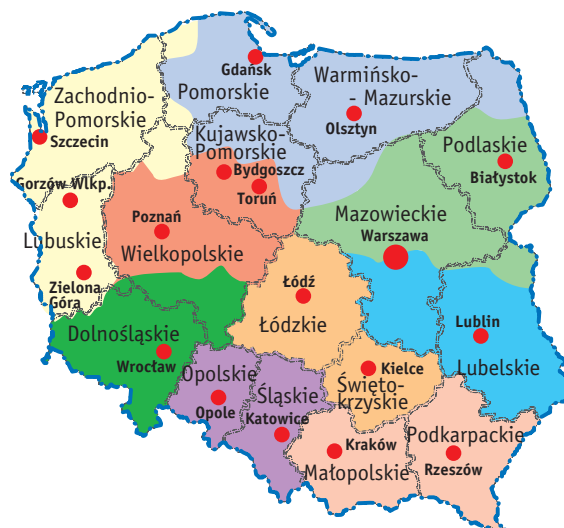 Gdańsk
Pomorskie
Warmińsko-
- Mazurskie
Olsztyn
Zachodnio-
Pomorskie
Szczecin
Kujawsko-
Pomorskie
Bydgoszcz
Toruń
Podlaskie
Białystok
Gorzów Wlkp.
Lubuskie
Zielona
Góra
Poznań
Wielkopolskie
Mazowieckie
Warszawa
Łódź
Łódzkie
Dolnośląskie
Wrocław
Lublin
Lubelskie
Opolskie
Opole
Śląskie
Katowice
Kielce
Święto-
krzyskie
Kraków
Małopolskie
Podkarpackie
Rzeszów